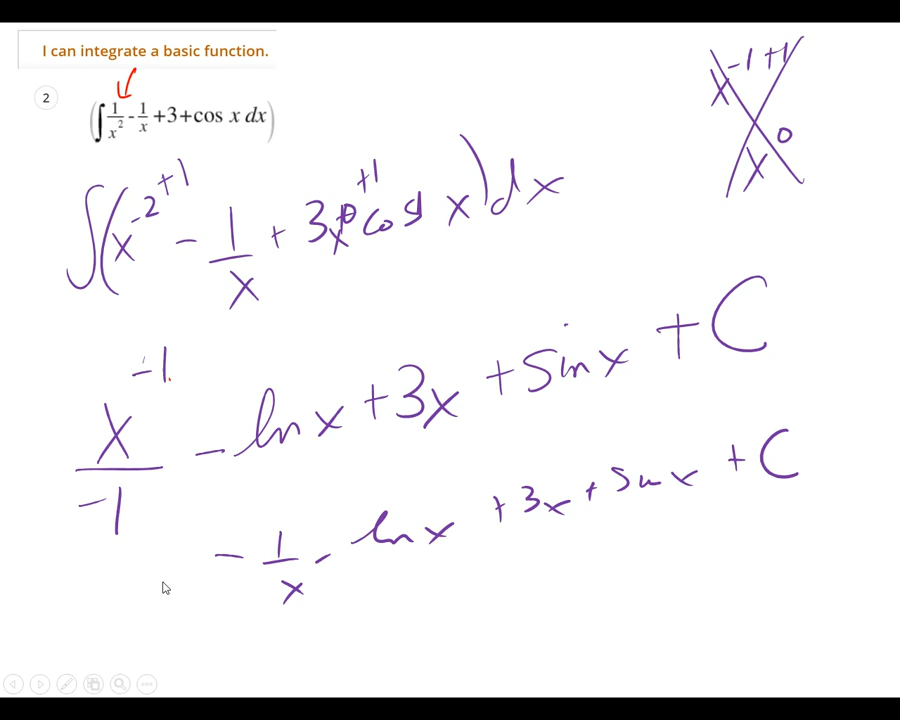 I can integrate a basic function.
2
(∫ 1/x² - 1/x +3+cos x dx)
x^-1+1 / x^0
∫(x^-2+1 - 1/x + 3x^0+1 cos x) dx
x^-1/-1 - ln x + 3x + sin x + C
- 1/x - ln x + 3x + sin x + C